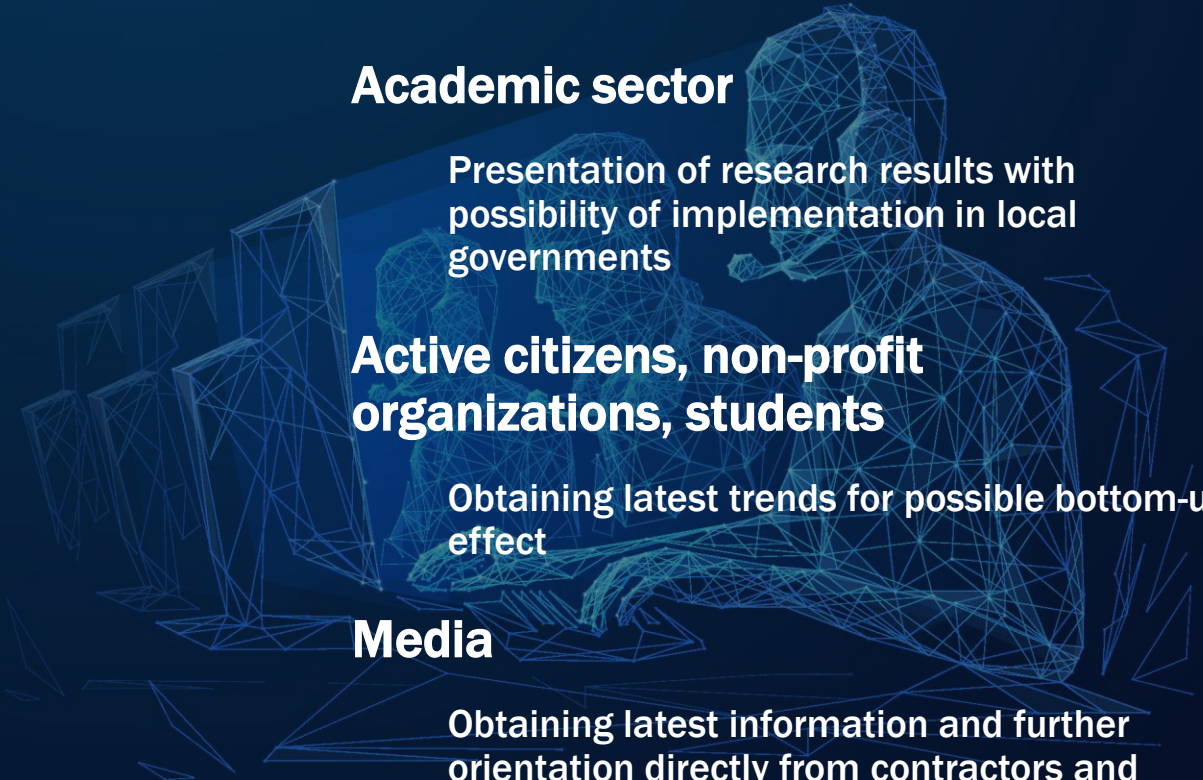 Academic sector
Presentation of research results with
possibility of implementation in local
governments
Active citizens, non-profit
organizations, students
Obtaining latest trends for possible
effect
Media
Obtaining latest information and further
orientation directly from contractors and